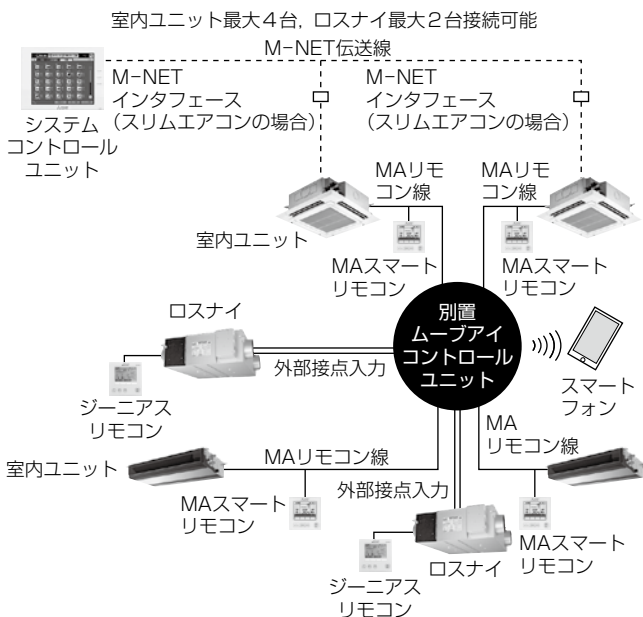 室内ユニット最大4台，ロスナイ最大2台接続可能
M-NET伝送線
M-NET
インタフェース
（スリムエアコンの場合）
M-NET
インタフェース
（スリムエアコンの場合）
システム
コントロール
ユニット
MAリモ
コン線
MAリモ
コン線
室内ユニット
MAスマート
リモコン
MAスマート
リモコン
ロスナイ
別置
ムーブアイ
コントロール
ユニット
外部接点入力
スマート
フォン
ジーニアス
リモコン
MA
リモコン線
室内ユニット
MAリモコン線
外部接点入力
MAスマート
リモコン
MAスマート
リモコン
ロスナイ
ジーニアス
リモコン